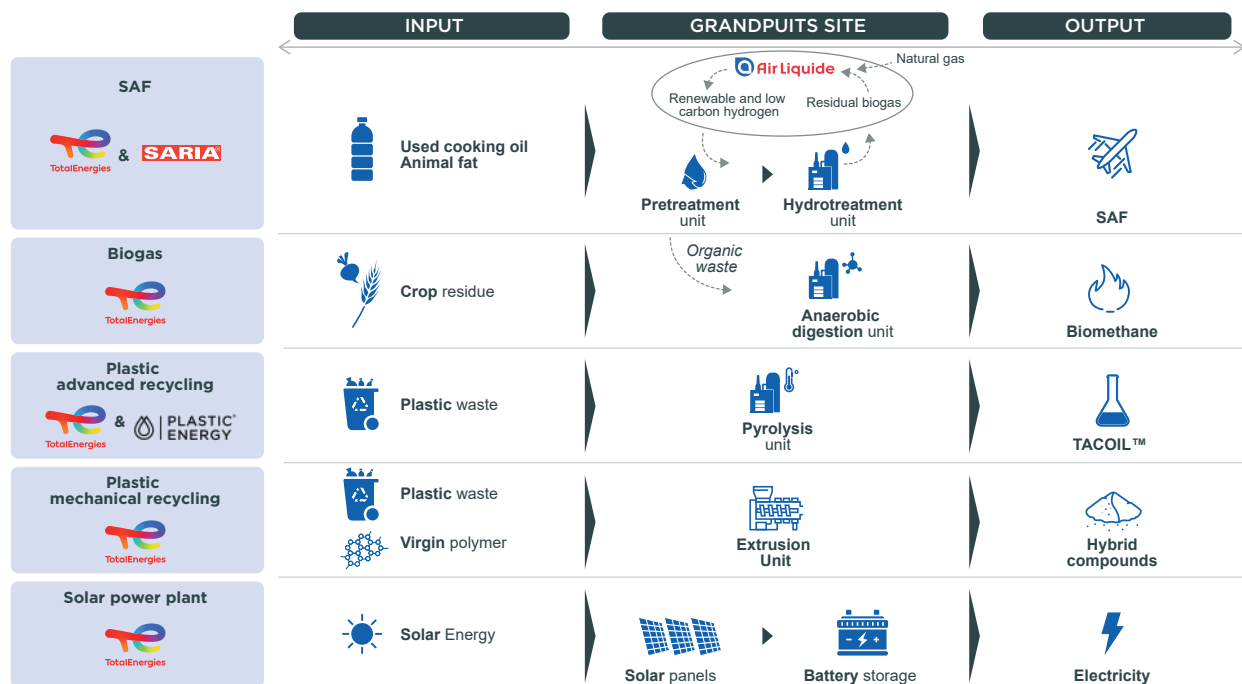 INPUT
GRANDPUITS SITE
OUTPUT
SAF
TotalEnergies
&
SARIA®
Used cooking oil
Animal fat
Air Liquide
Natural gas
Renewable and low
carbon hydrogen
Residual biogas
Pretreatment
unit
Hydrotreatment
unit
SAF
Biogas
TotalEnergies
Crop residue
Organic
waste
Anaerobic
digestion unit
Biomethane
Plastic
advanced recycling
TotalEnergies
&
PLASTIC®
ENERGY
Plastic waste
Pyrolysis
unit
TACOIL™
Plastic
mechanical recycling
TotalEnergies
Plastic waste
Virgin polymer
Extrusion
Unit
Hybrid
compounds
Solar power plant
TotalEnergies
Solar Energy
Solar panels
Battery storage
Electricity